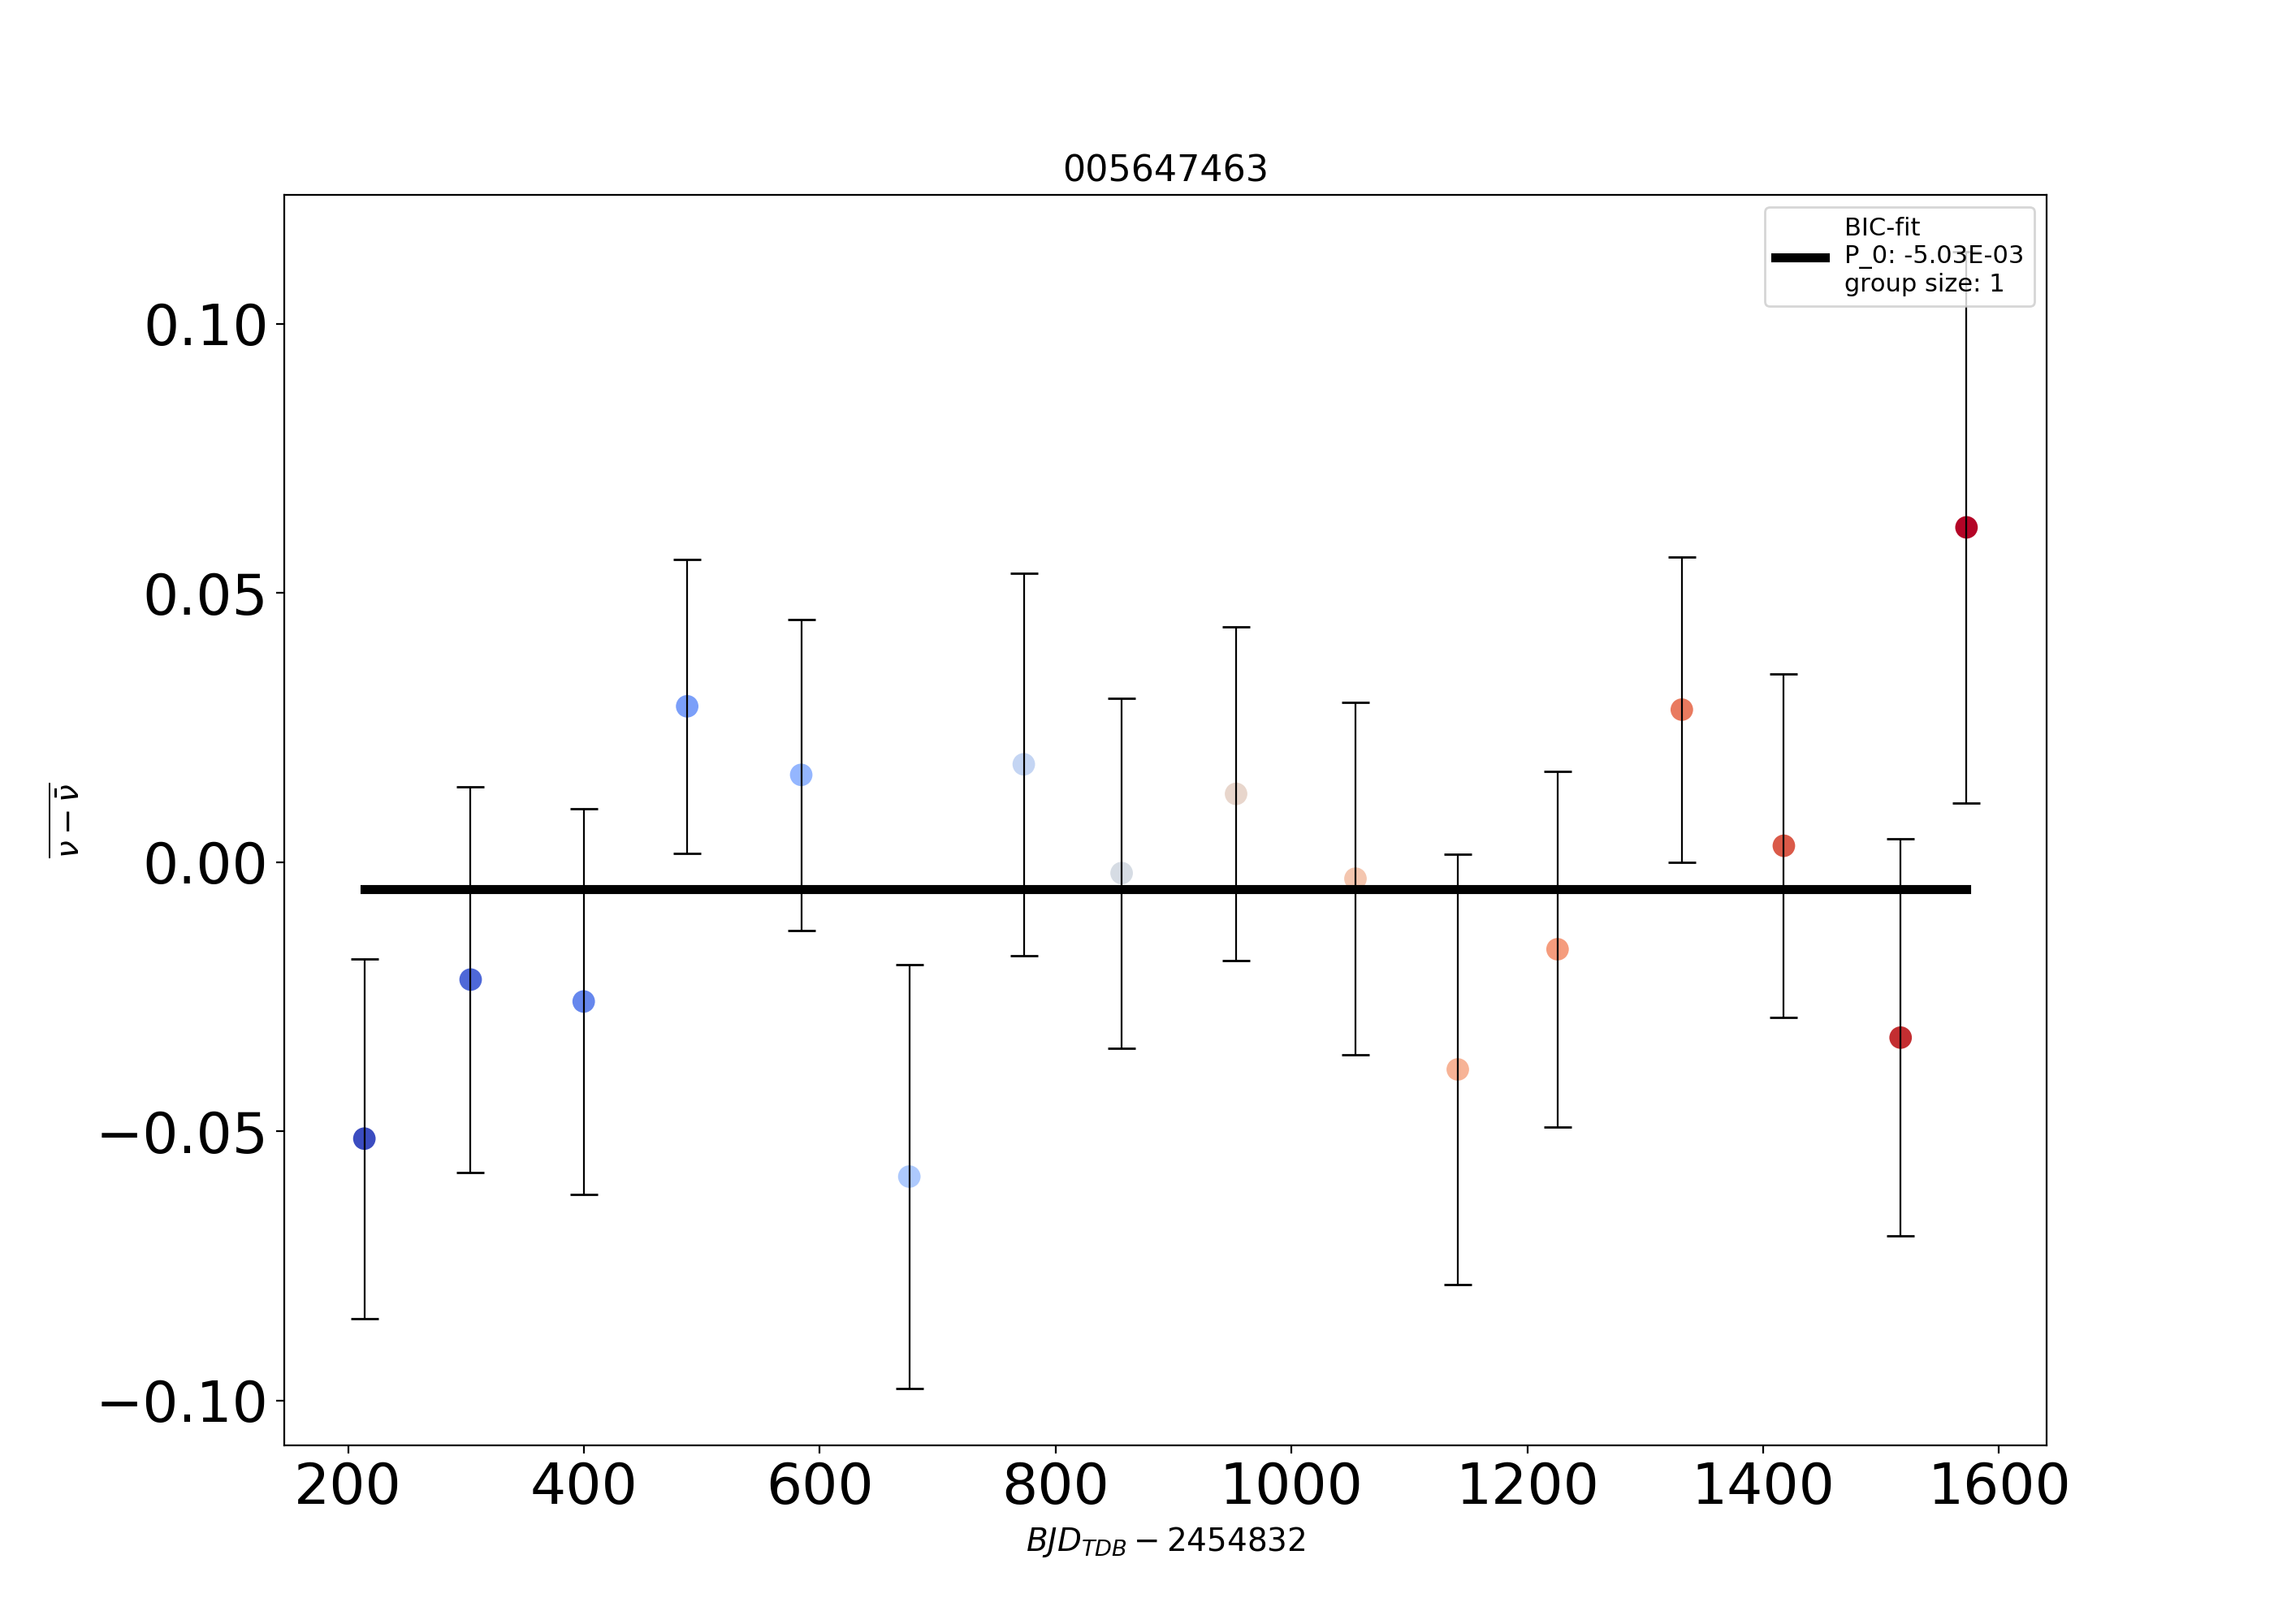 005647463
BIC-fit
P_0: -5.03E-03
group size: 1
0.10
0.05
0.00
−0.05
−0.10
ν − ν̄
200 400 600 800 1000 1200 1400 1600
BJD_TDB − 2454832